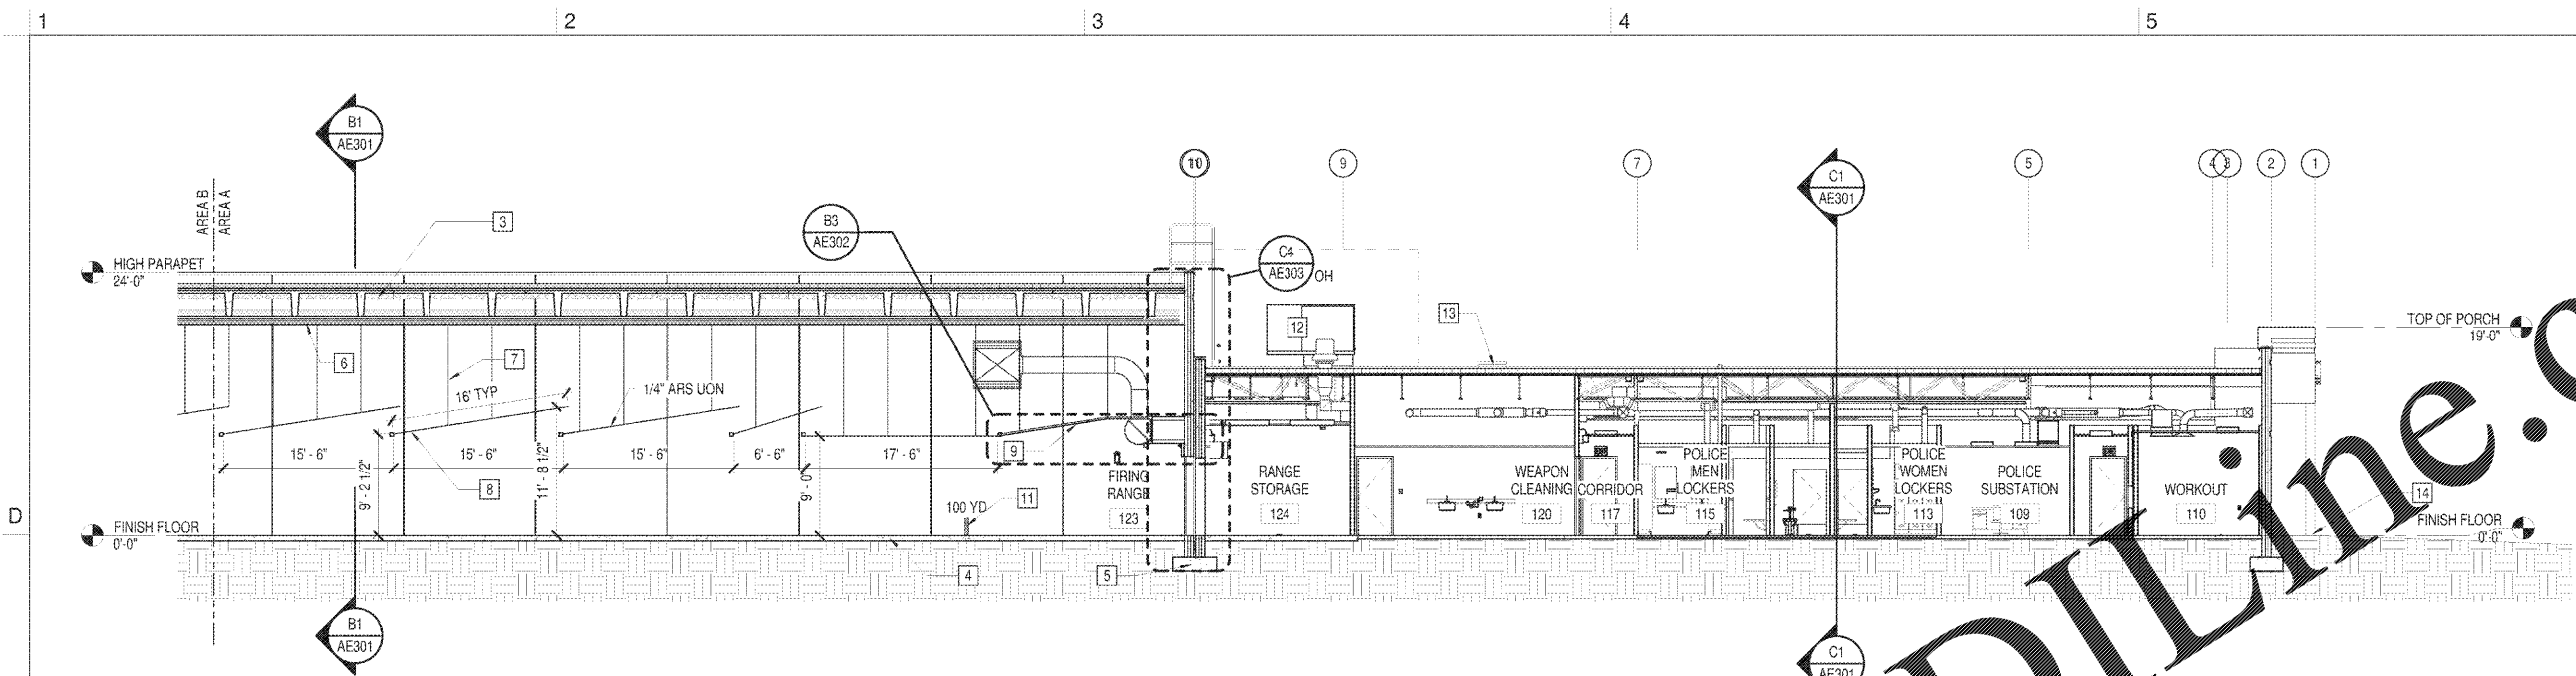 1
2
3
4
5
D
B1
AE301
AREA B
AREA A
3
B3
AE302
10
9
7
C1
AE301
5
4
3
2
1
C4
AE303
OH
HIGH PARAPET
24'-0"
12
13
TOP OF PORCH
19'-0"
6
7
16' TYP
1/4" ARS UON
15' - 6"
15' - 6"
15' - 6"
6' - 6"
17' - 6"
9' - 2 1/2"
11' - 8 1/2"
9' - 0"
8
9
100 YD
11
FIRING
RANGE
123
RANGE
STORAGE
124
WEAPON
CLEANING
120
CORRIDOR
117
POLICE
MEN
LOCKERS
115
POLICE
WOMEN
LOCKERS
113
POLICE
SUBSTATION
109
WORKOUT
110
14
FINISH FLOOR
0'-0"
FINISH FLOOR
0'-0"
4
5
B1
AE301
C1
AE301